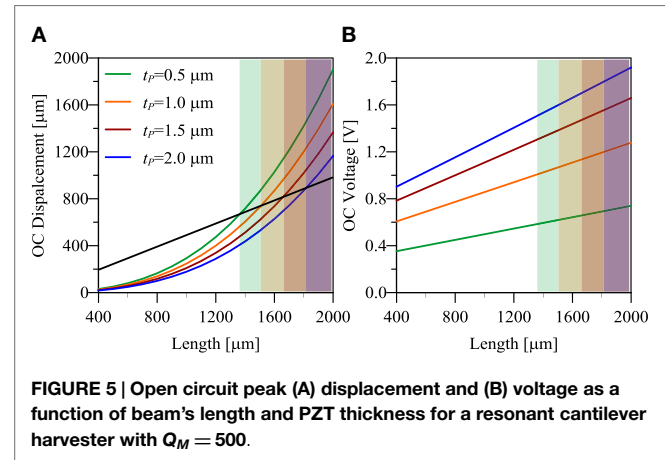 A
B
2000
1600
1200
800
400
0
OC Dispalcement [µm]
tP=0.5 µm
tP=1.0 µm
tP=1.5 µm
tP=2.0 µm
400 800 1200 1600 2000
Length [µm]
2.0
1.6
1.2
0.8
0.4
0.0
OC Voltage [V]
400 800 1200 1600 2000
Length [µm]
FIGURE 5 | Open circuit peak (A) displacement and (B) voltage as a
function of beam's length and PZT thickness for a resonant cantilever
harvester with QM = 500.